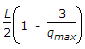 L/2 (1 - 3/q_max)